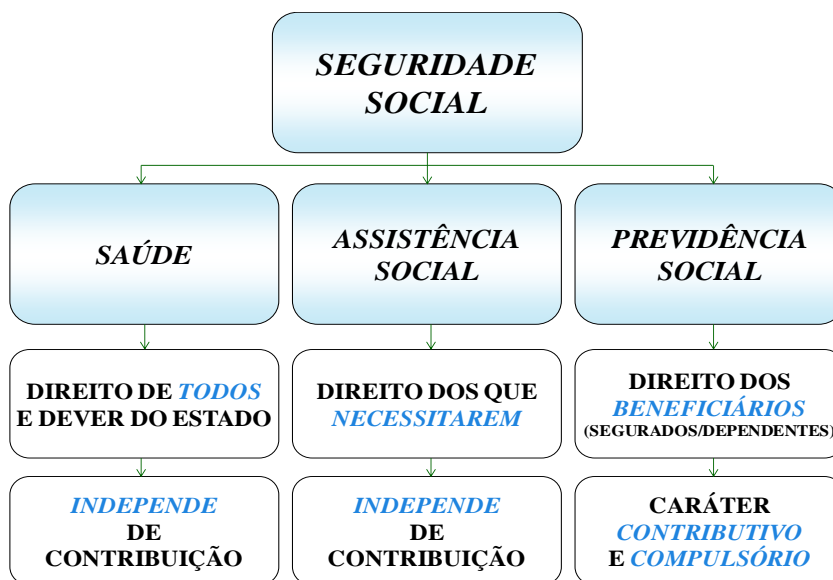 SEGURIDADE
SOCIAL
SAÚDE
ASSISTÊNCIA
SOCIAL
PREVIDÊNCIA
SOCIAL
DIREITO DE TODOS
E DEVER DO ESTADO
DIREITO DOS QUE
NECESSITAREM
DIREITO DOS
BENEFICIÁRIOS
(SEGURADOS/DEPENDENTES)
INDEPENDE
DE
CONTRIBUIÇÃO
INDEPENDE
DE
CONTRIBUIÇÃO
CARÁTER
CONTRIBUTIVO
E COMPULSÓRIO